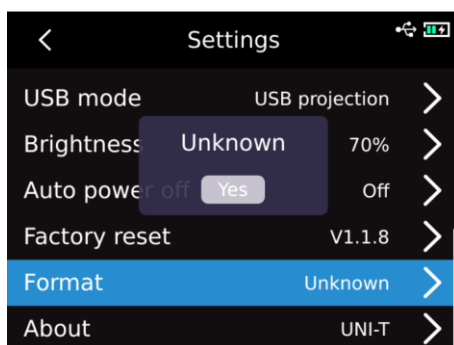 Settings
USB mode USB projection
Brightness 70%
Unknown
Auto power off Off
Yes
Factory reset V1.1.8
Format Unknown
About UNI-T